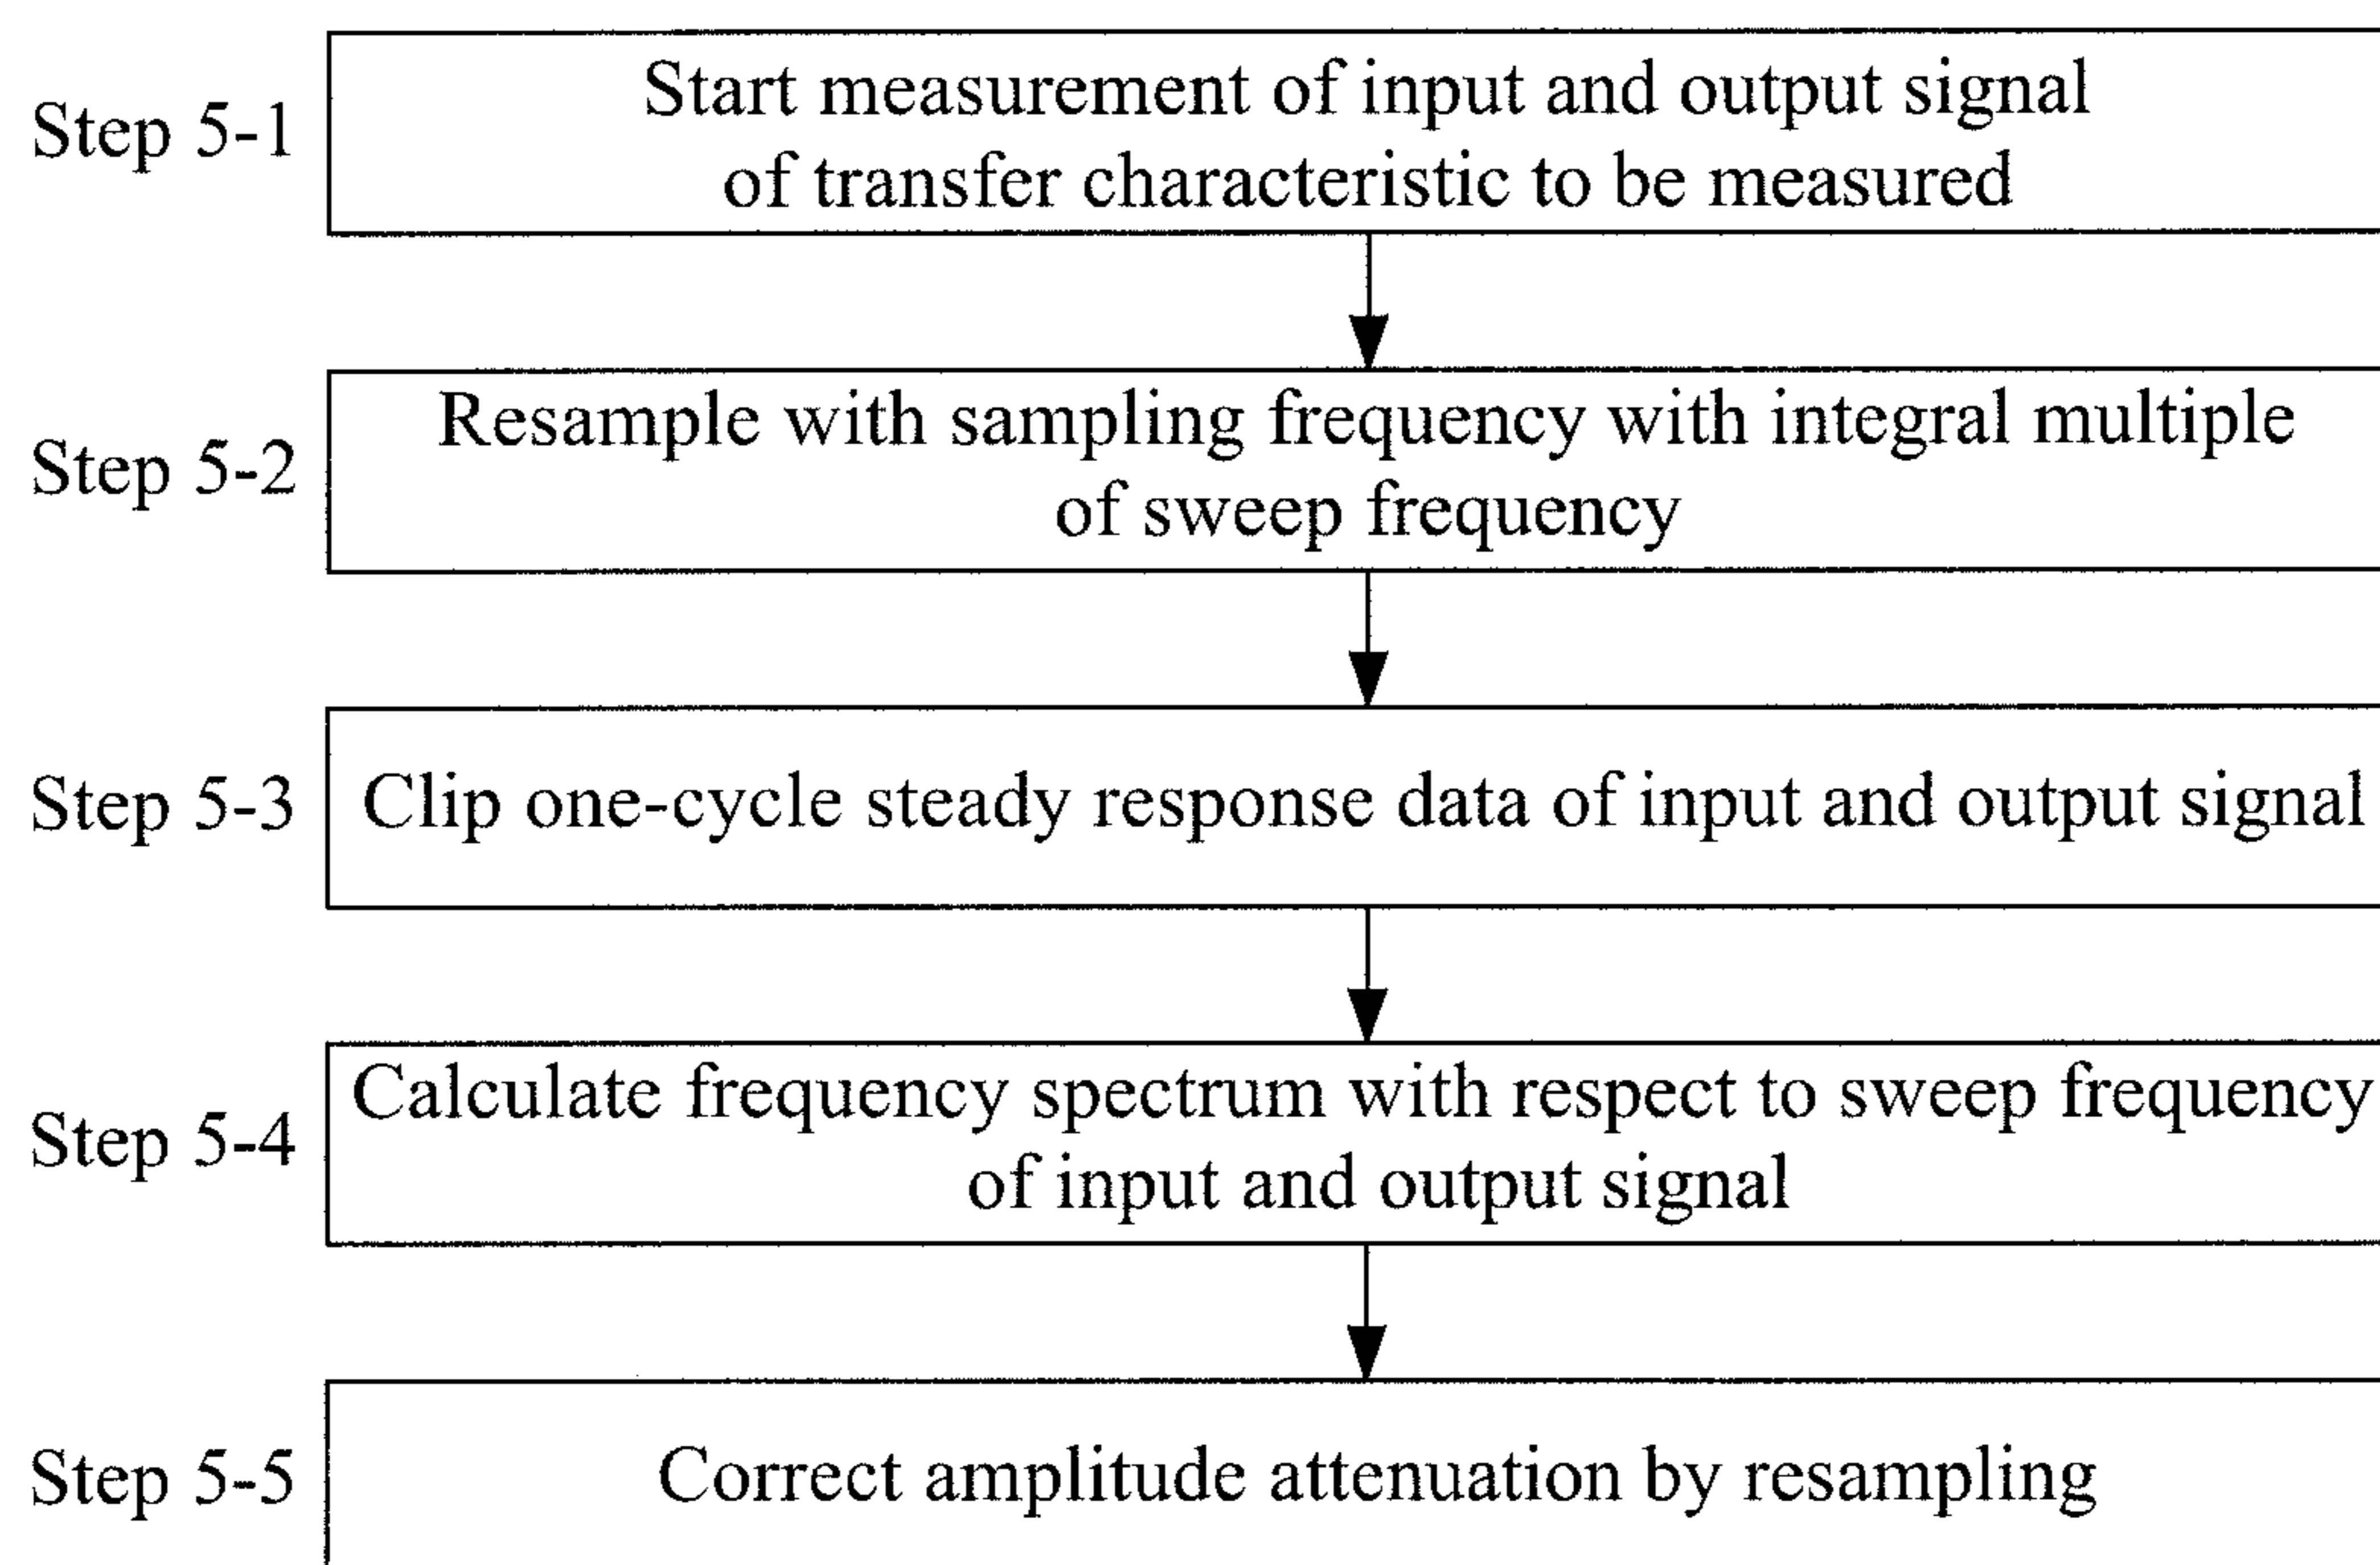 Step 5-1
Start measurement of input and output signal
of transfer characteristic to be measured
Step 5-2
Resample with sampling frequency with integral multiple
of sweep frequency
Step 5-3
Clip one-cycle steady response data of input and output signal
Step 5-4
Calculate frequency spectrum with respect to sweep frequency
of input and output signal
Step 5-5
Correct amplitude attenuation by resampling